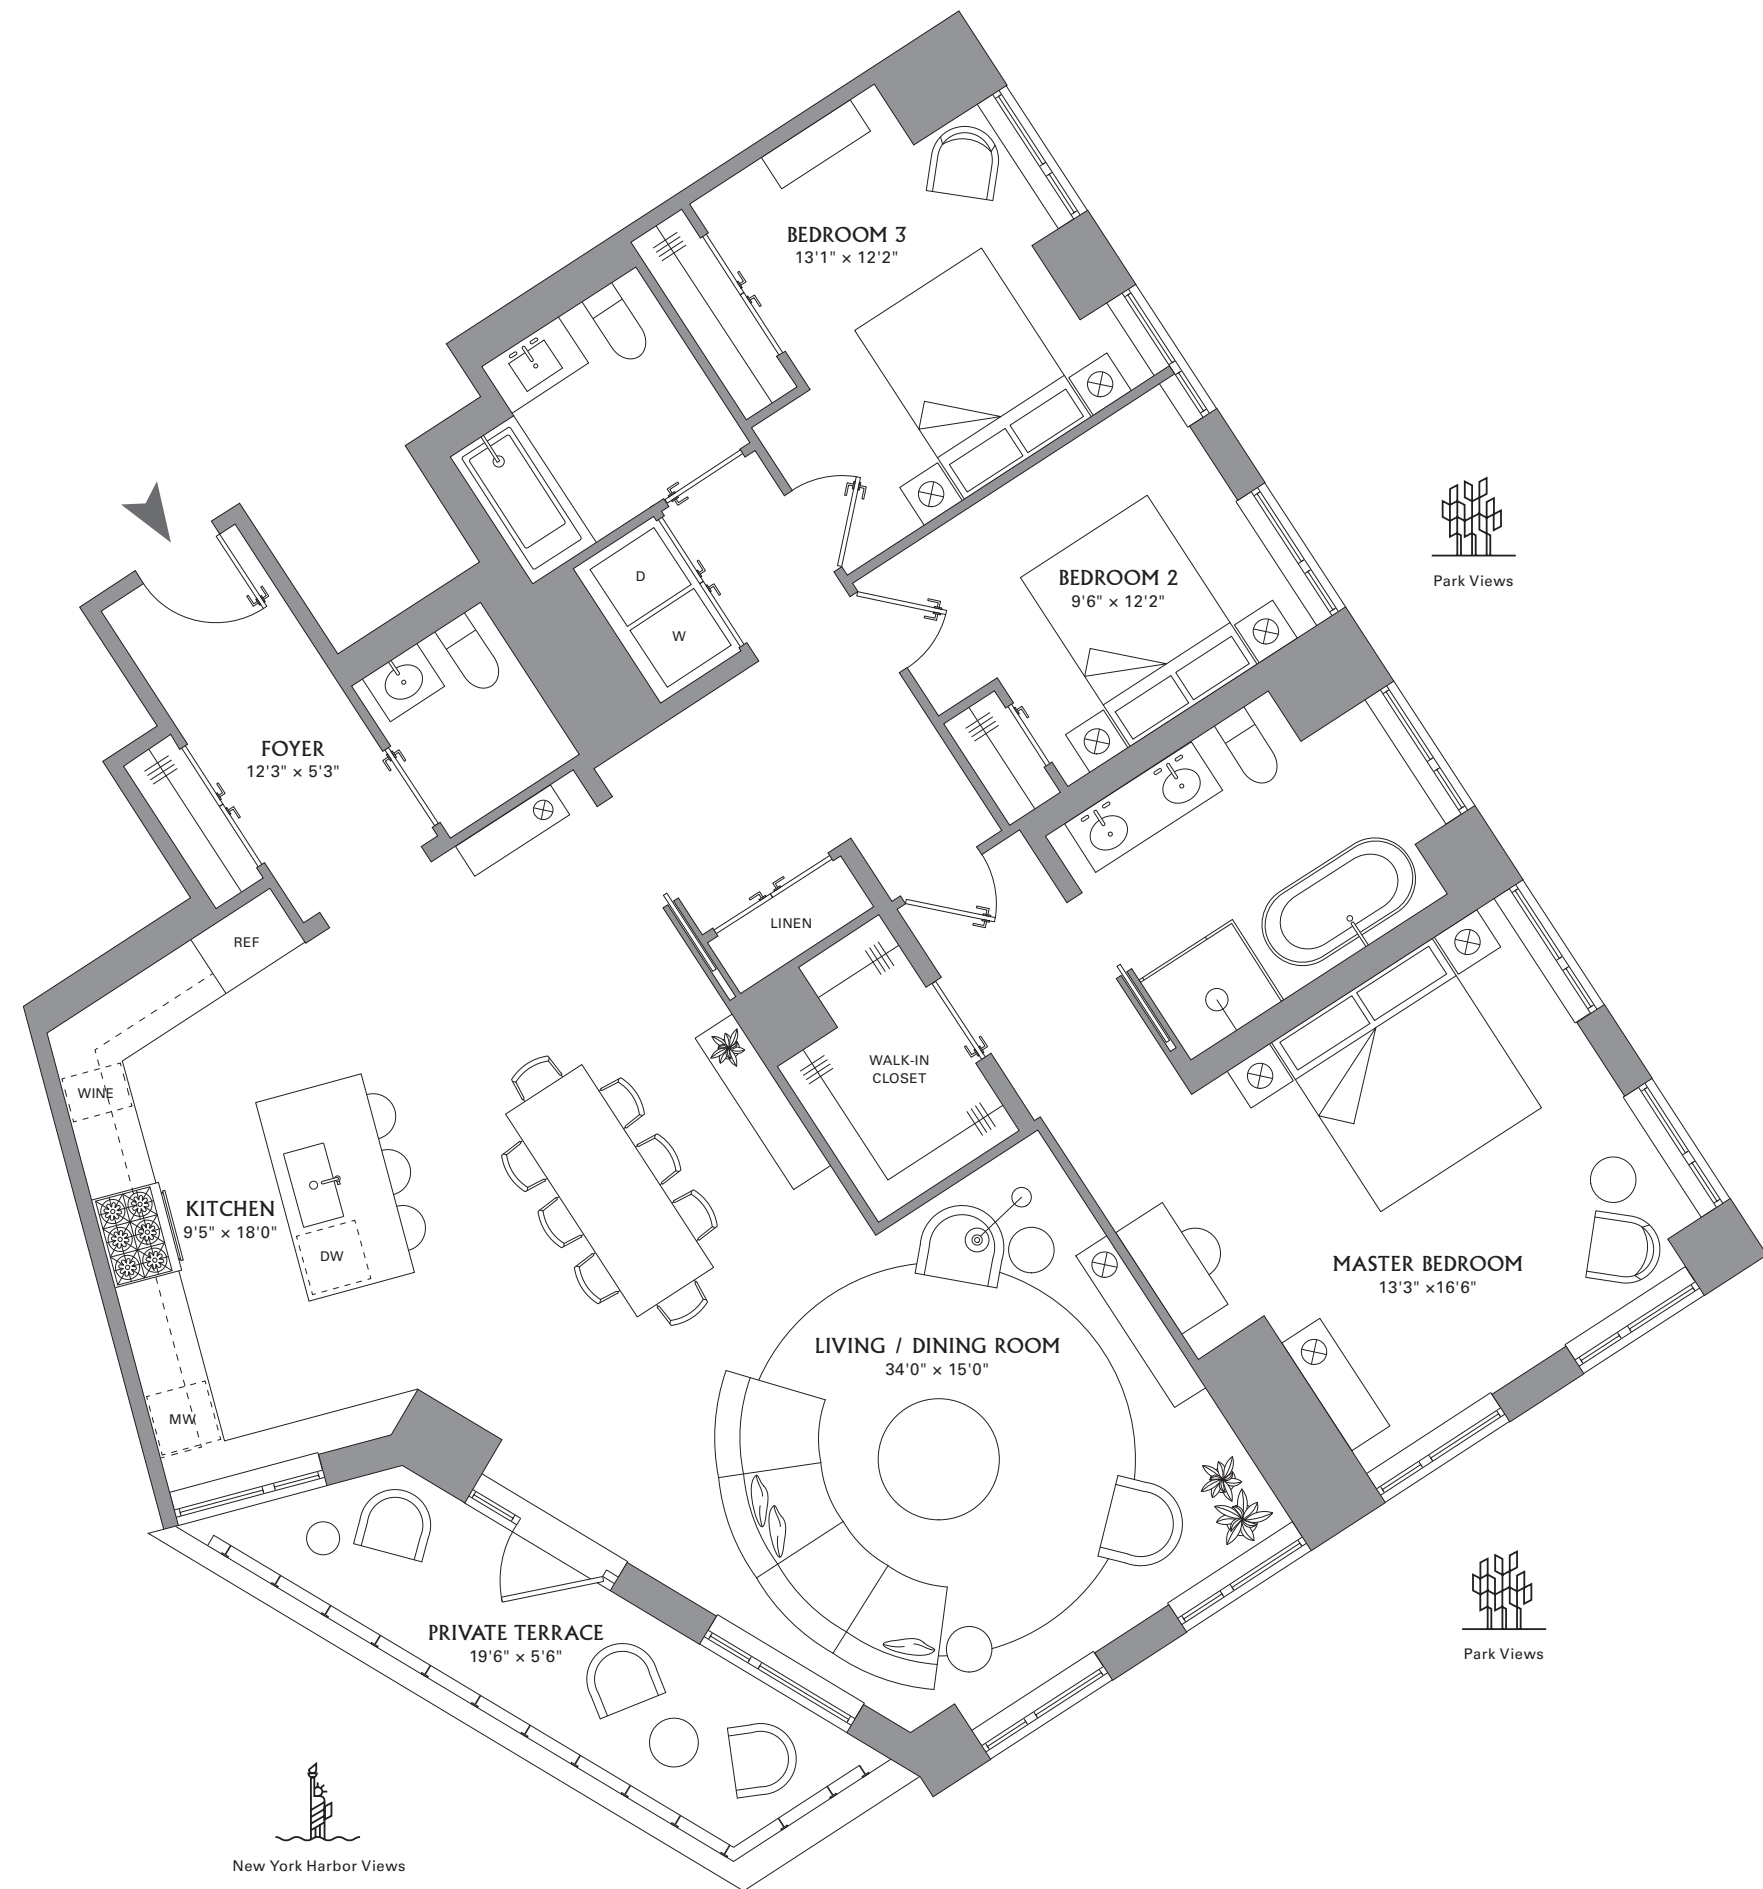 BEDROOM 3
13'1" × 12'2"
Park Views
BEDROOM 2
9'6" × 12'2"
D
W
FOYER
12'3" × 5'3"
LINEN
REF
WALK-IN
CLOSET
WINE
KITCHEN
9'5" × 18'0"
DW
MASTER BEDROOM
13'3" ×16'6"
LIVING / DINING ROOM
34'0" × 15'0"
MW
PRIVATE TERRACE
19'6" × 5'6"
Park Views
New York Harbor Views